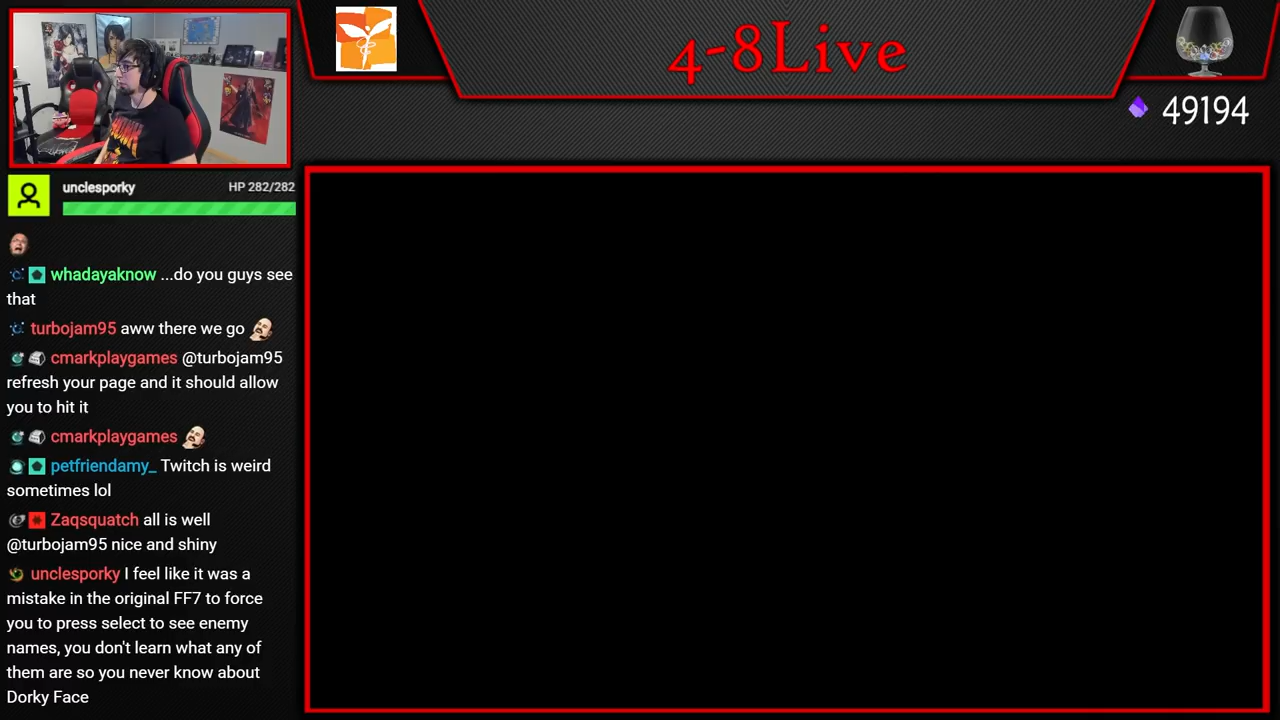 4-8Live
49194
unclesporky HP 282/282
whadayaknow ...do you guys see
that
turbojam95 aww there we go
cmarkplaygames @turbojam95
refresh your page and it should allow
you to hit it
cmarkplaygames
petfriendamy_ Twitch is weird
sometimes lol
Zaqsquatch all is well
@turbojam95 nice and shiny
unclesporky I feel like it was a
mistake in the original FF7 to force
you to press select to see enemy
names, you don't learn what any of
them are so you never know about
Dorky Face